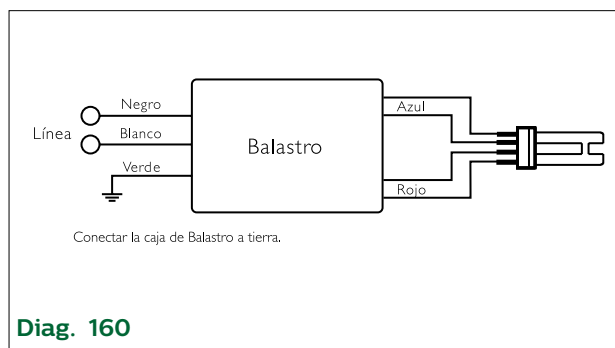 Negro
Azul
Línea
Blanco
Balastro
Verde
Rojo
Conectar la caja de Balastro a tierra.
Diag. 160